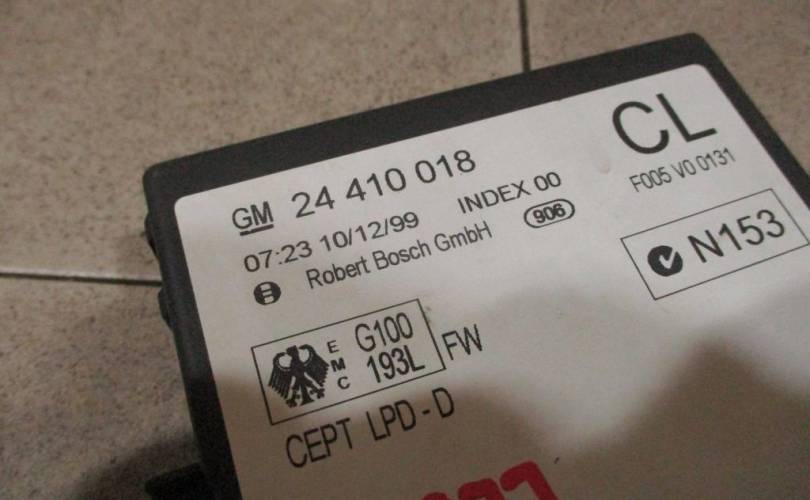 CL
GM 24 410 018
F005 V0 0131
07:23 10/12/99 INDEX 00
Robert Bosch GmbH 906
N153
EMC G100
193L FW
CEPT LPD - D